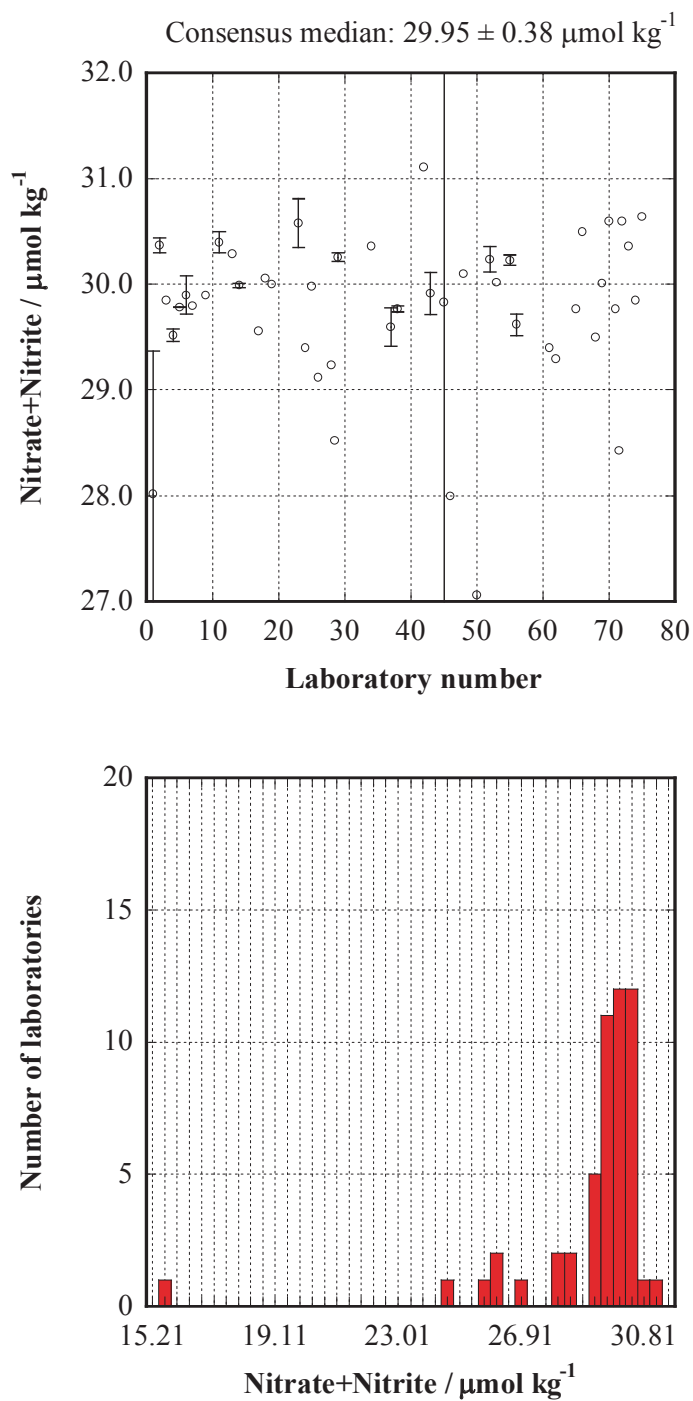 Consensus median: 29.95 ± 0.38 μmol kg⁻¹
32.0
31.0
30.0
29.0
28.0
27.0
Nitrate+Nitrite / μmol kg⁻¹
0 10 20 30 40 50 60 70 80
Laboratory number
20
15
10
5
0
Number of laboratories
15.21 19.11 23.01 26.91 30.81
Nitrate+Nitrite / μmol kg⁻¹